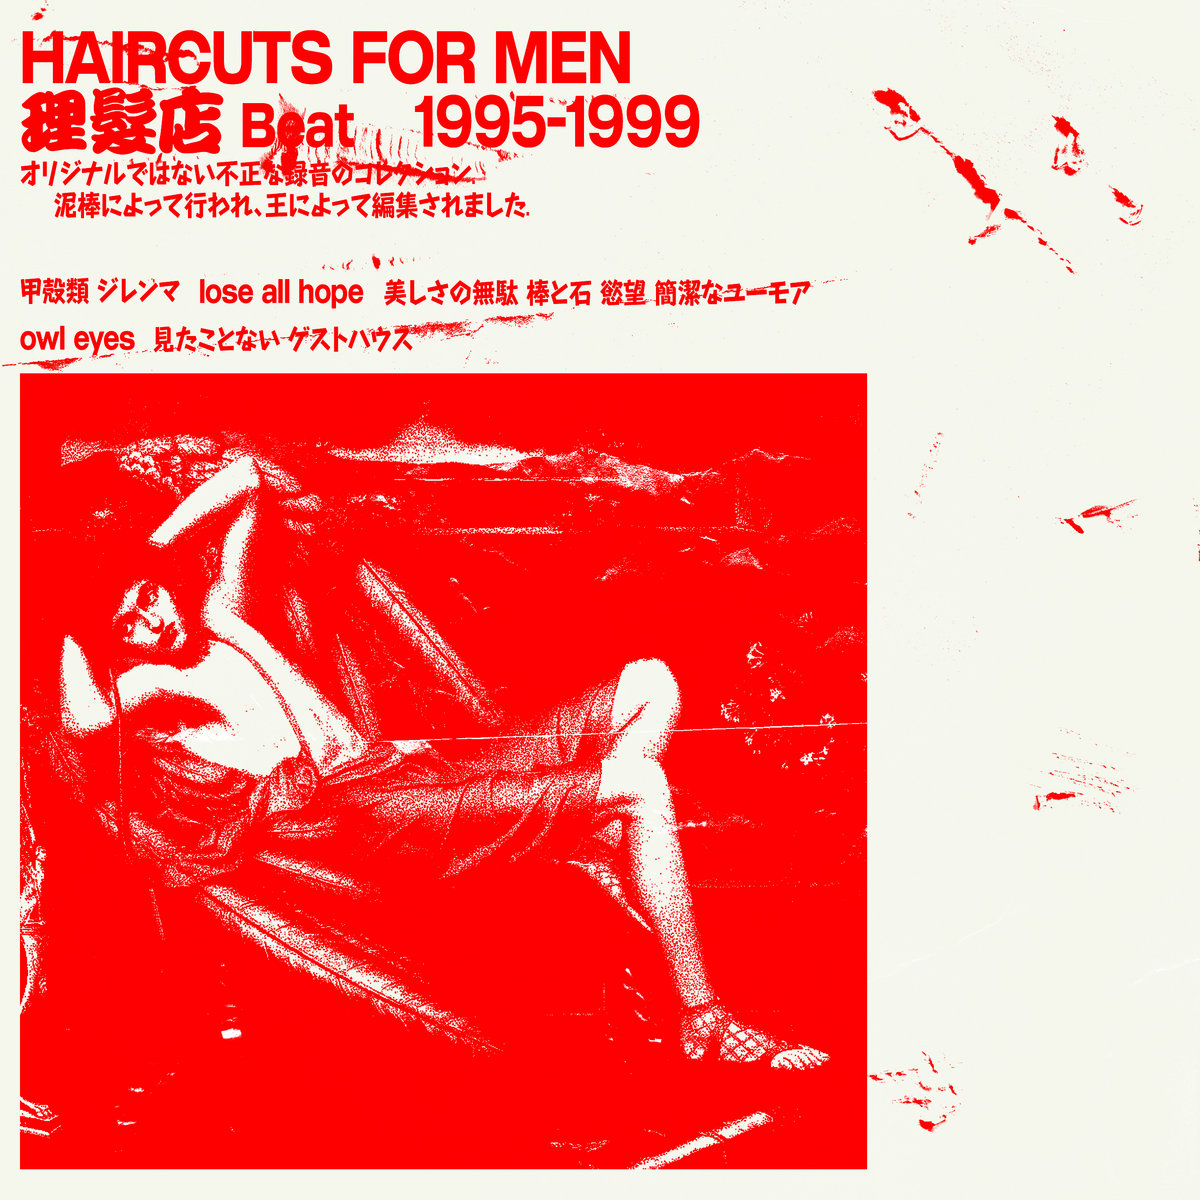 HAIRCUTS FOR MEN
理髪店 Beat 1995-1999
オリジナルではない不正な録音のコレクション
泥棒によって行われ、王によって編集されました.
甲殻類 ジレンマ lose all hope 美しさの無駄 棒と石 慾望 簡潔なユーモア
owl eyes 見たことない ゲストハウス